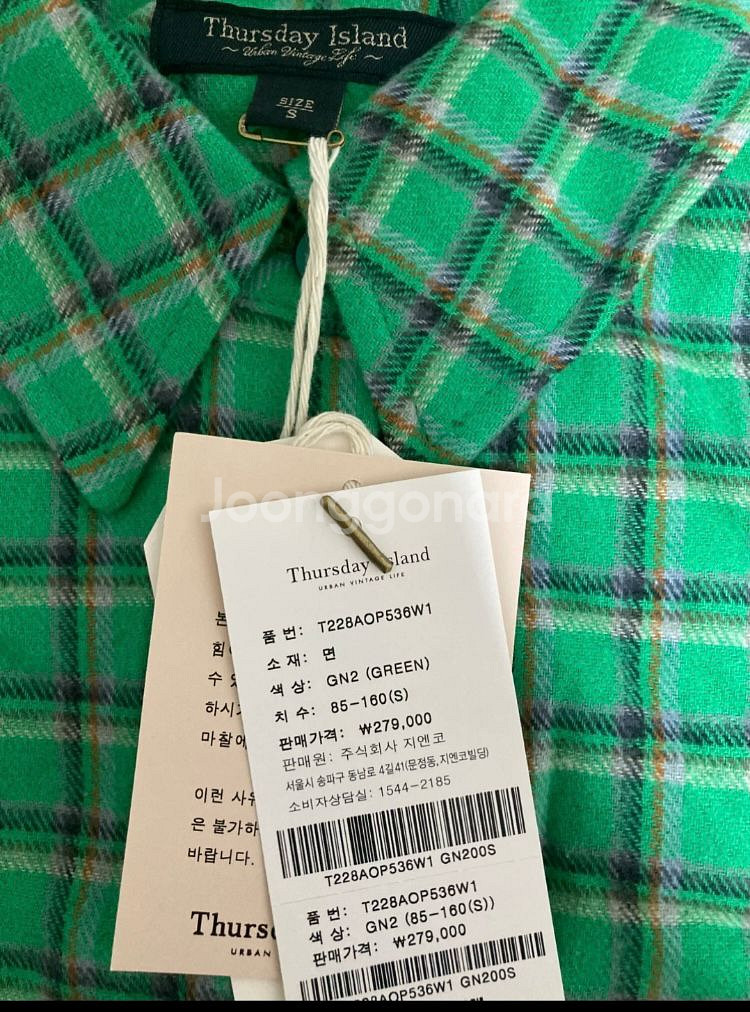 Thursday Island
~ Urban Vintage Life ~
SIZE
S
Joonggonara
Thursday Island
URBAN VINTAGE LIFE
품 번: T228AOP536W1
소 재: 면
색 상: GN2 (GREEN)
치 수: 85-160(S)
판매가격: ₩279,000
판매원: 주식회사 지엔코
서울시 송파구 동남로 4길41(문정동,지엔코빌딩)
소비자상담실: 1544-2185
T228AOP536W1 GN200S
품 번: T228AOP536W1
색 상: GN2 (85-160(S))
판매가격: ₩279,000
OP536W1 GN200S
본
힘
수
하시
마찰에
이런 사유
은 불가하
바랍니다.
Thurs
URBAN